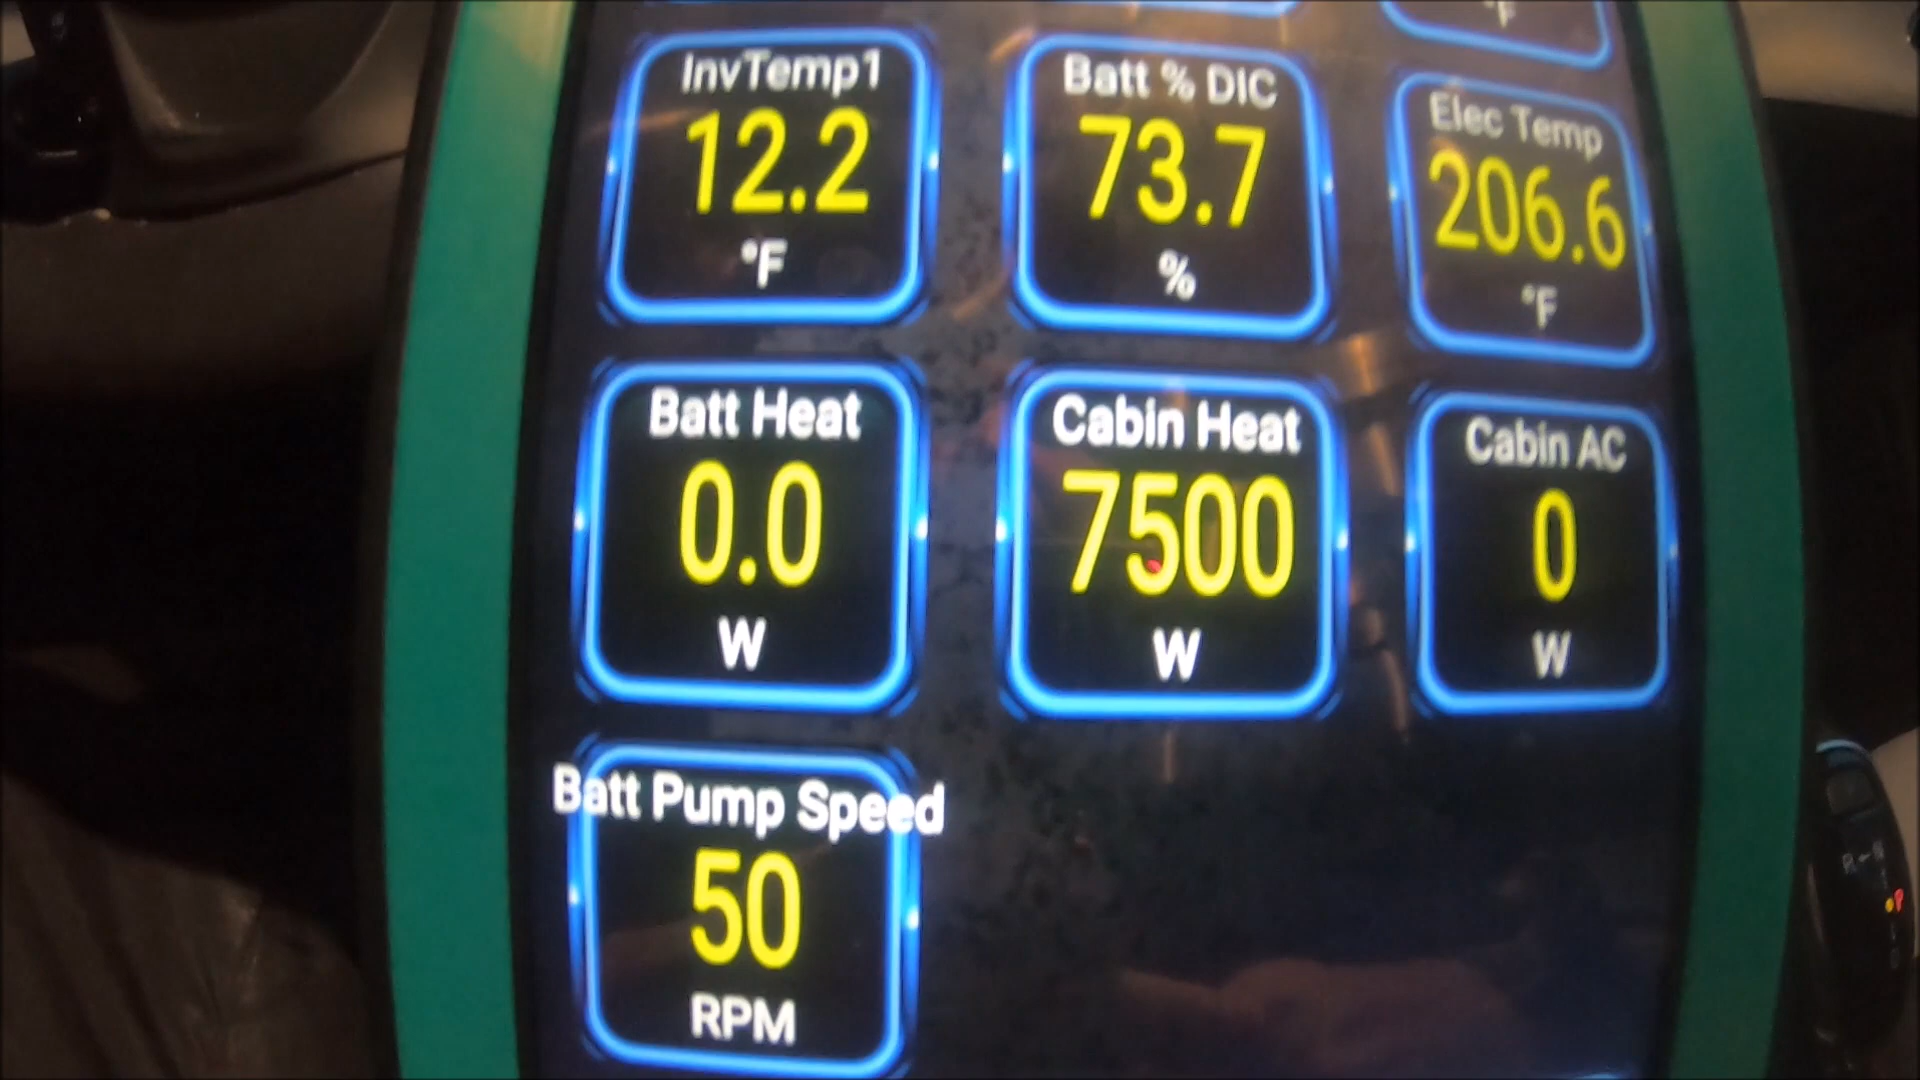 °F
InvTemp1
12.2
°F
Batt % DIC
73.7
%
Elec Temp
206.6
°F
Batt Heat
0.0
W
Cabin Heat
7500
W
Cabin AC
0
W
Batt Pump Speed
50
RPM